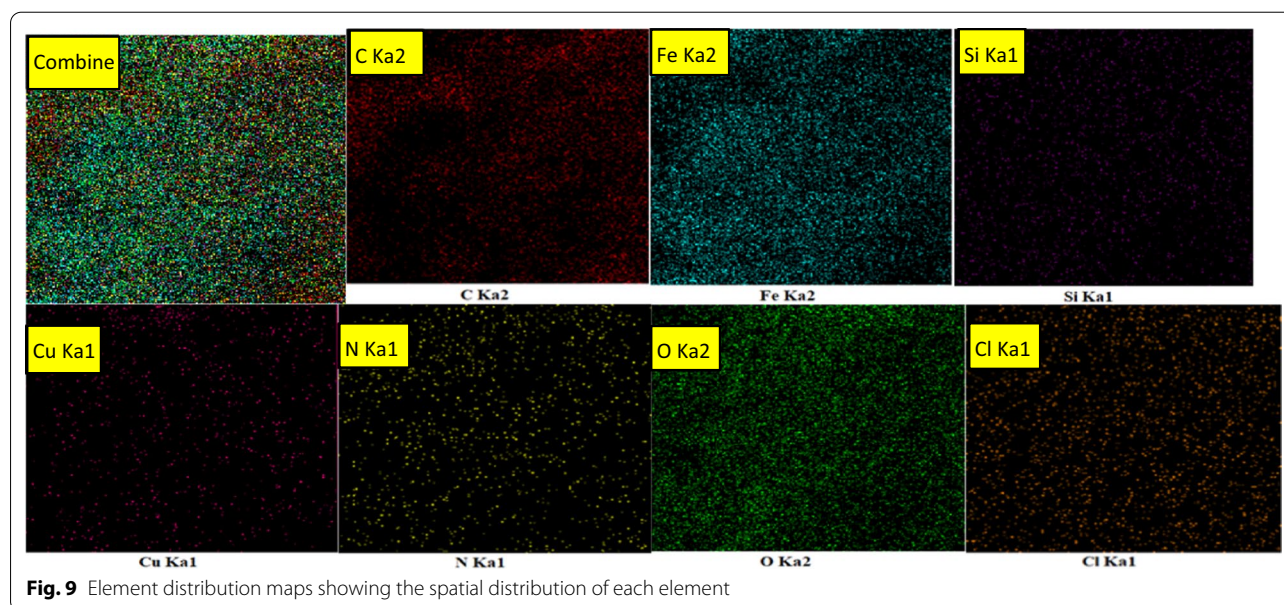 Combine
C Ka2
Fe Ka2
Si Ka1
C Ka2
Fe Ka2
Si Ka1
Cu Ka1
N Ka1
O Ka2
Cl Ka1
Cu Ka1
N Ka1
O Ka2
Cl Ka1
Fig. 9 Element distribution maps showing the spatial distribution of each element